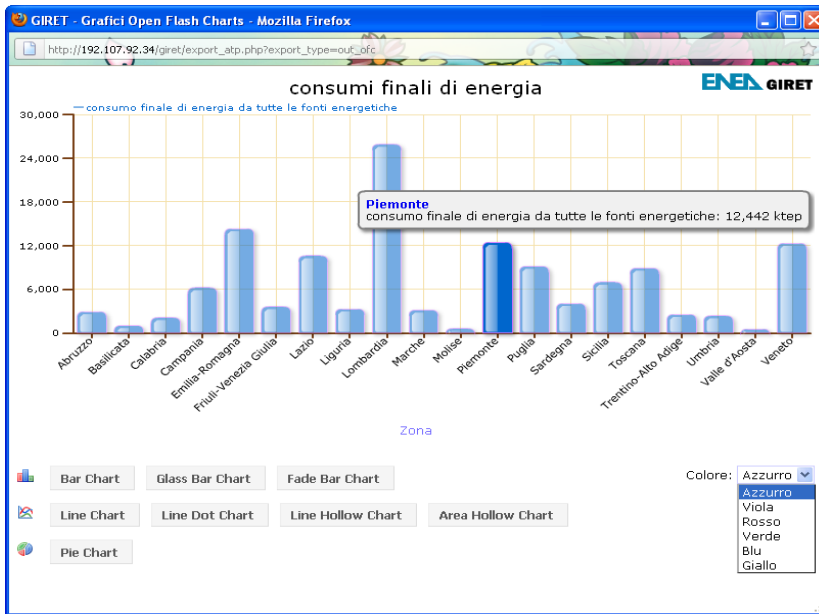 GIRET - Grafici Open Flash Charts - Mozilla Firefox
http://192.107.92.34/giret/export_atp.php?export_type=out_ofc
consumi finali di energia
ENEA GIRET
consumo finale di energia da tutte le fonti energetiche
30,000
24,000
18,000
12,000
6,000
0
Piemonte
consumo finale di energia da tutte le fonti energetiche: 12,442 ktep
Abruzzo
Basilicata
Calabria
Campania
Emilia-Romagna
Friuli-Venezia Giulia
Lazio
Liguria
Lombardia
Marche
Molise
Piemonte
Puglia
Sardegna
Sicilia
Toscana
Trentino-Alto Adige
Umbria
Valle d'Aosta
Veneto
Zona
Bar Chart
Glass Bar Chart
Fade Bar Chart
Colore: Azzurro
Azzurro
Viola
Rosso
Verde
Blu
Giallo
Line Chart
Line Dot Chart
Line Hollow Chart
Area Hollow Chart
Pie Chart